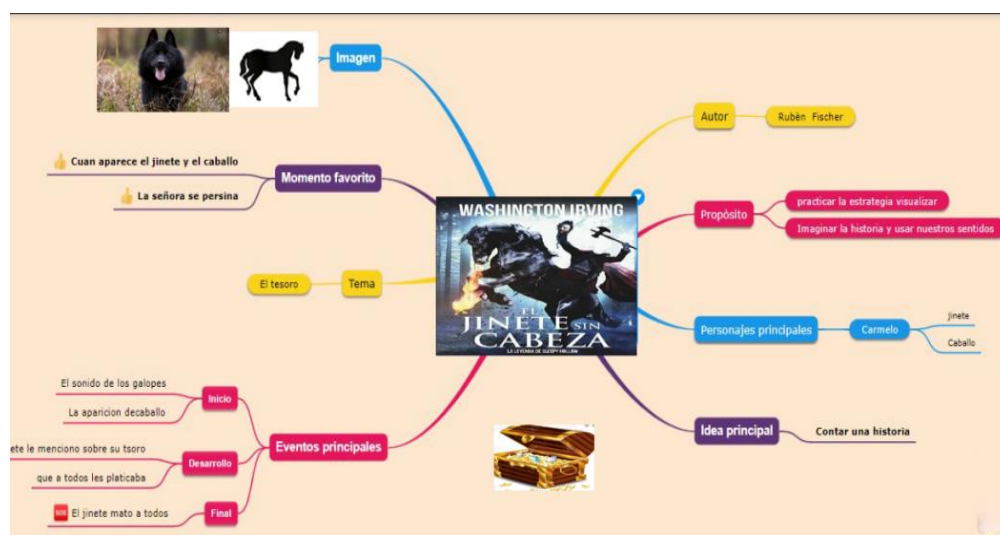 Imagen
Momento favorito
Cuan aparece el jinete y el caballo
La señora se persina
Tema
El tesoro
Eventos principales
Inicio
El sonido de los galopes
La aparicion decaballo
Desarrollo
ete le menciono sobre su tsoro
que a todos les platicaba
Final
SOS El jinete mato a todos
WASHINGTON IRVING
EL
JINETE SIN
CABEZA
LA LEYENDA DE SLEEPY HOLLOW
Autor
Rubèn Fischer
Propósito
practicar la estrategia visualizar
Imaginar la historia y usar nuestros sentidos
Personajes principales
Carmelo
jinete
Caballo
Idea principal
Contar una historia